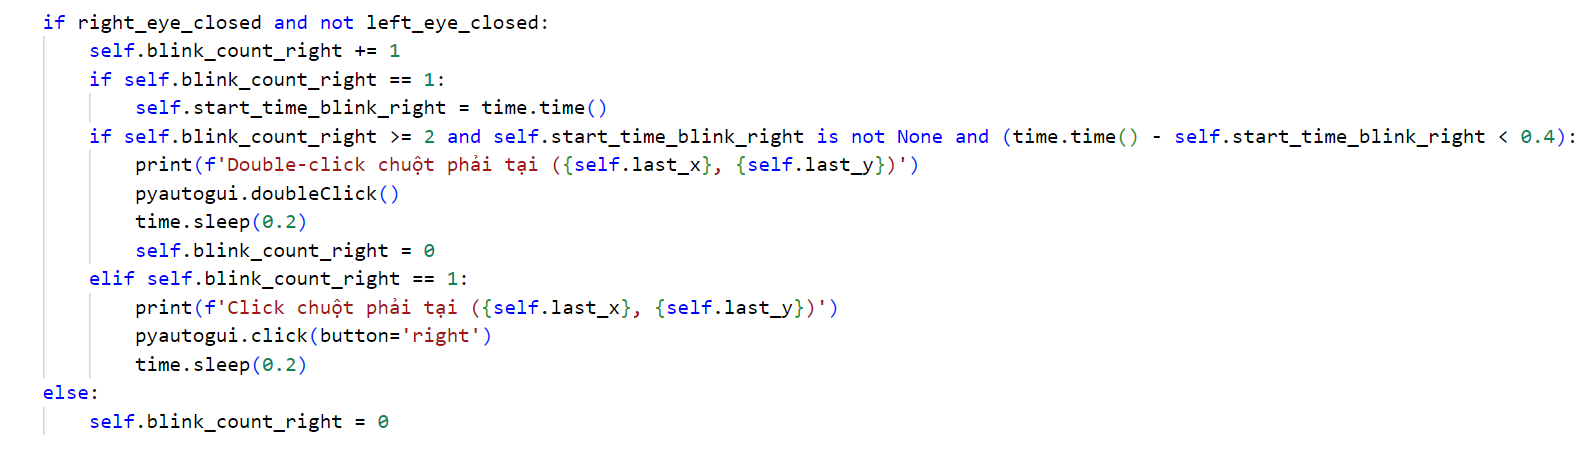 if right_eye_closed and not left_eye_closed:
    self.blink_count_right += 1
    if self.blink_count_right == 1:
        self.start_time_blink_right = time.time()
    if self.blink_count_right >= 2 and self.start_time_blink_right is not None and (time.time() - self.start_time_blink_right < 0.4):
        print(f'Double-click chuột phải tại ({self.last_x}, {self.last_y})')
        pyautogui.doubleClick()
        time.sleep(0.2)
        self.blink_count_right = 0
    elif self.blink_count_right == 1:
        print(f'Click chuột phải tại ({self.last_x}, {self.last_y})')
        pyautogui.click(button='right')
        time.sleep(0.2)
else:
    self.blink_count_right = 0